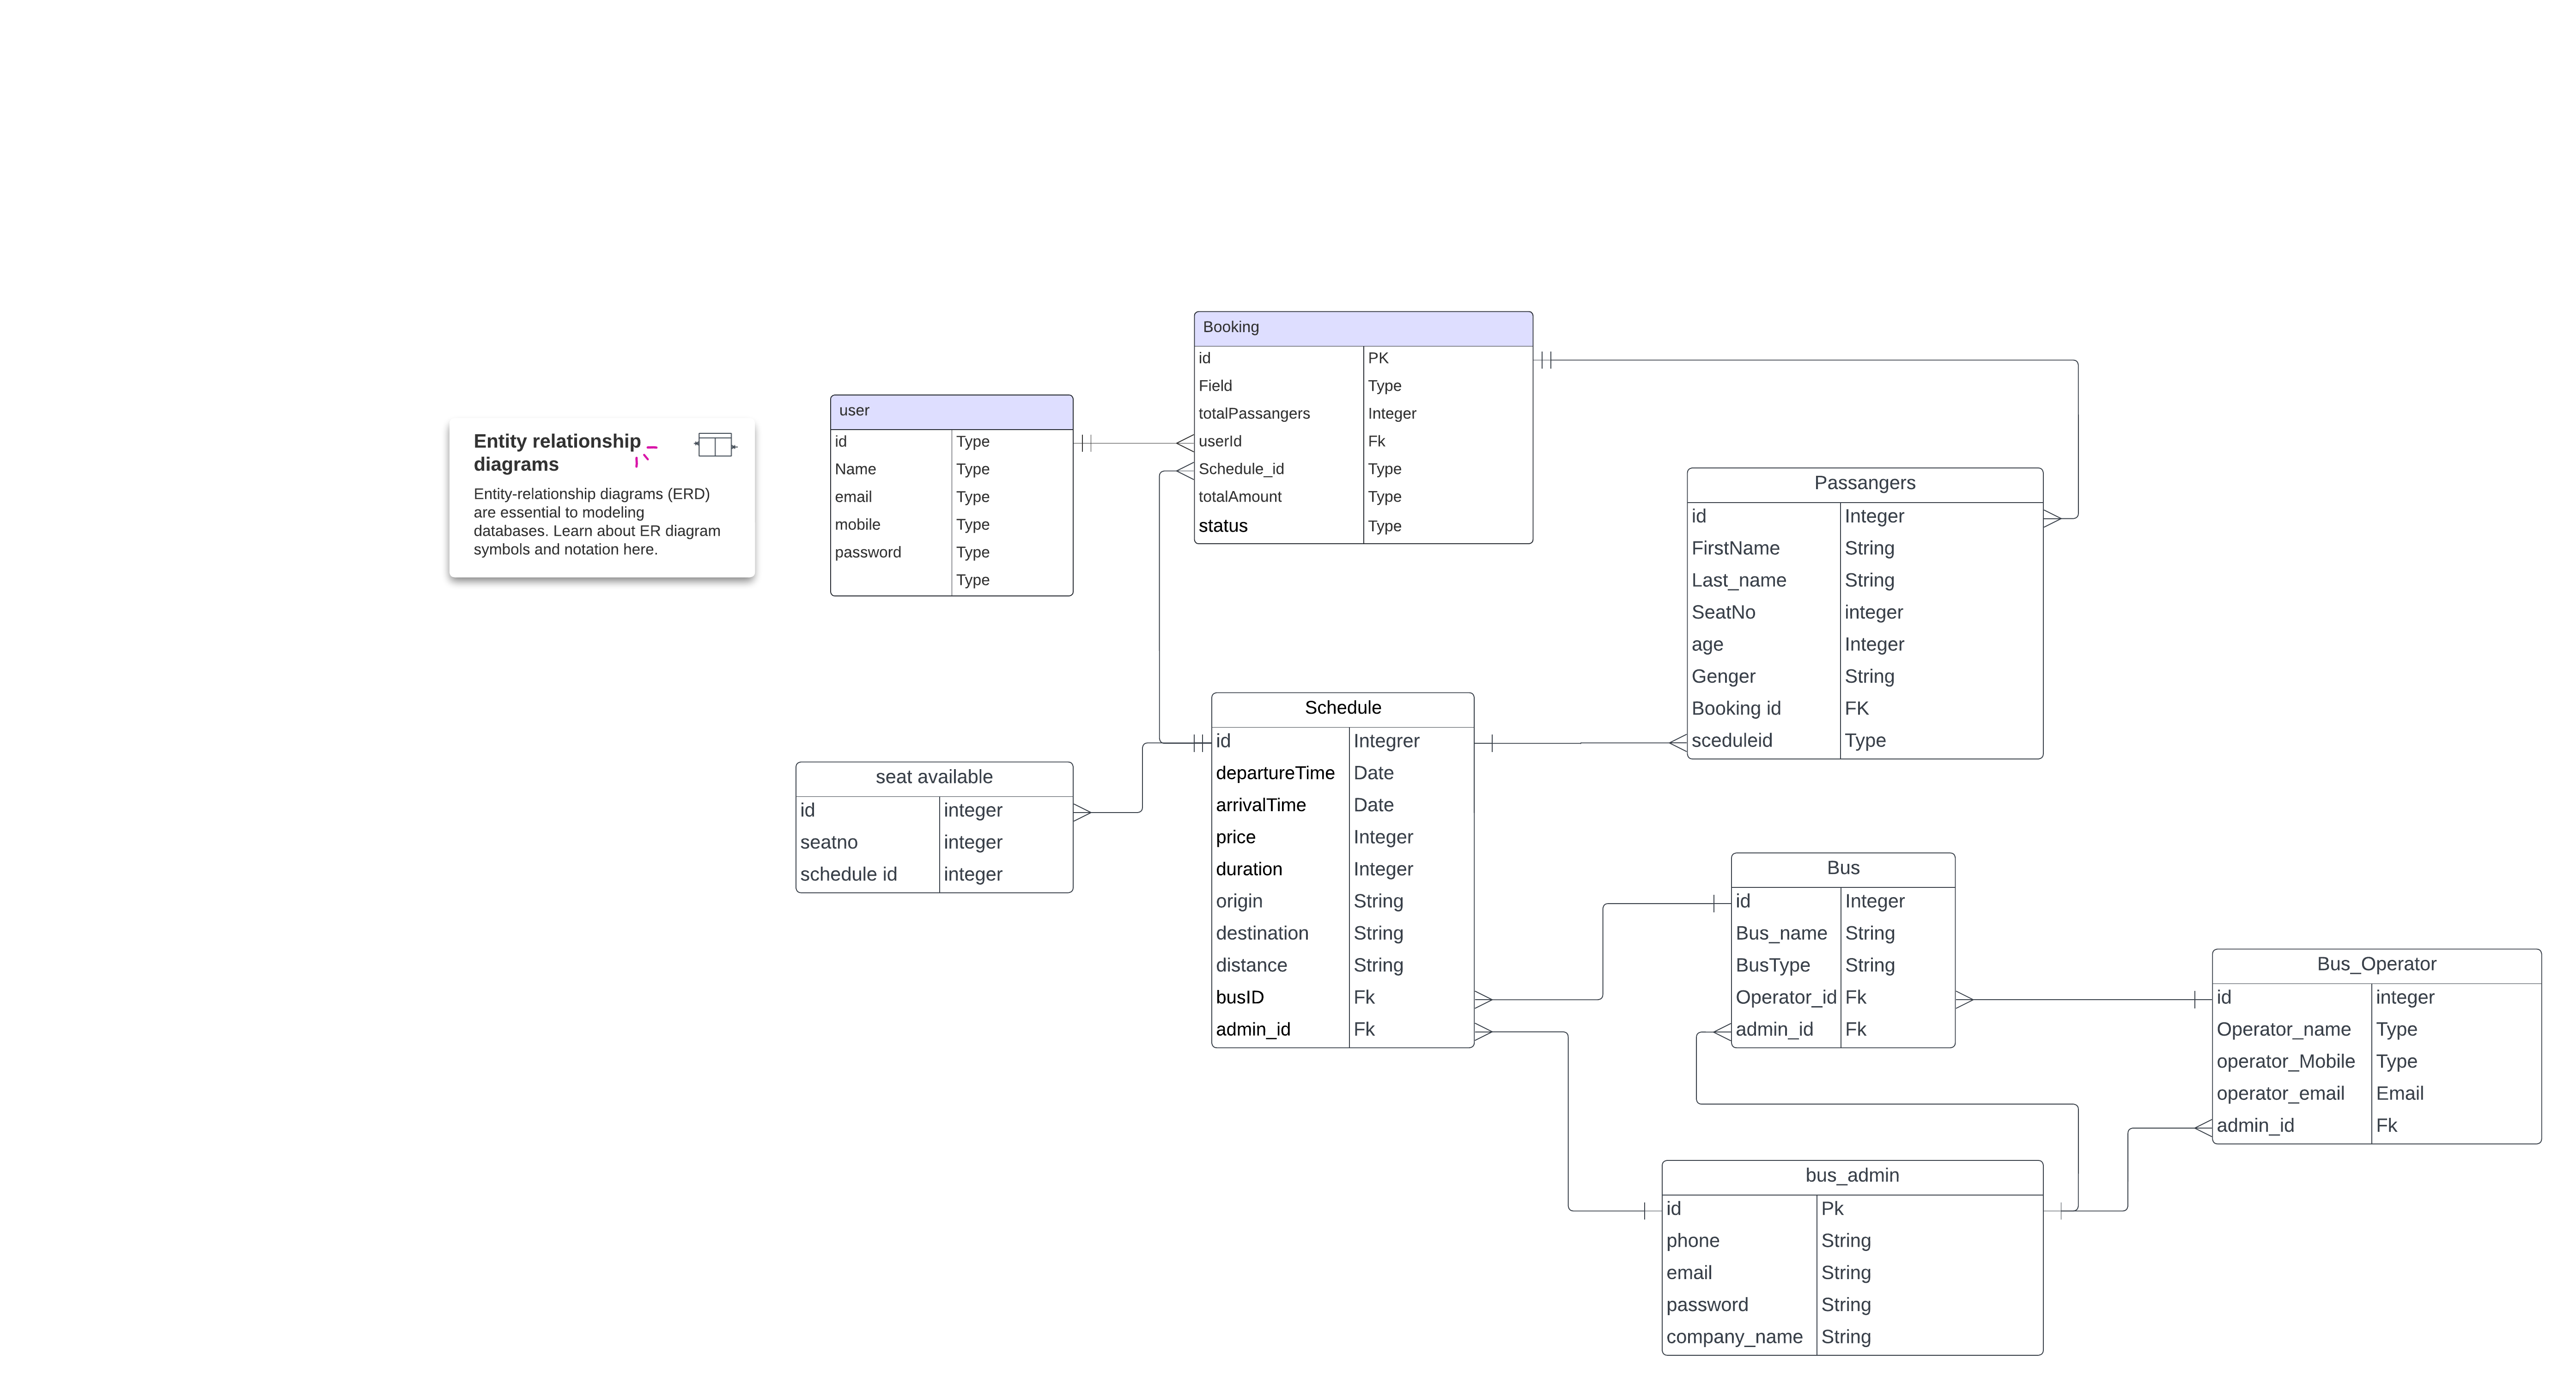 Entity relationship
diagrams
Entity-relationship diagrams (ERD)
are essential to modeling
databases. Learn about ER diagram
symbols and notation here.
user
id Type
Name Type
email Type
mobile Type
password Type
Type
Booking
id PK
Field Type
totalPassangers Integer
userId Fk
Schedule_id Type
totalAmount Type
status Type
Passangers
id Integer
FirstName String
Last_name String
SeatNo integer
age Integer
Genger String
Booking id FK
sceduleid Type
Schedule
id Integrer
departureTime Date
arrivalTime Date
price Integer
duration Integer
origin String
destination String
distance String
busID Fk
admin_id Fk
seat available
id integer
seatno integer
schedule id integer
Bus
id Integer
Bus_name String
BusType String
Operator_id Fk
admin_id Fk
Bus_Operator
id integer
Operator_name Type
operator_Mobile Type
operator_email Email
admin_id Fk
bus_admin
id Pk
phone String
email String
password String
company_name String